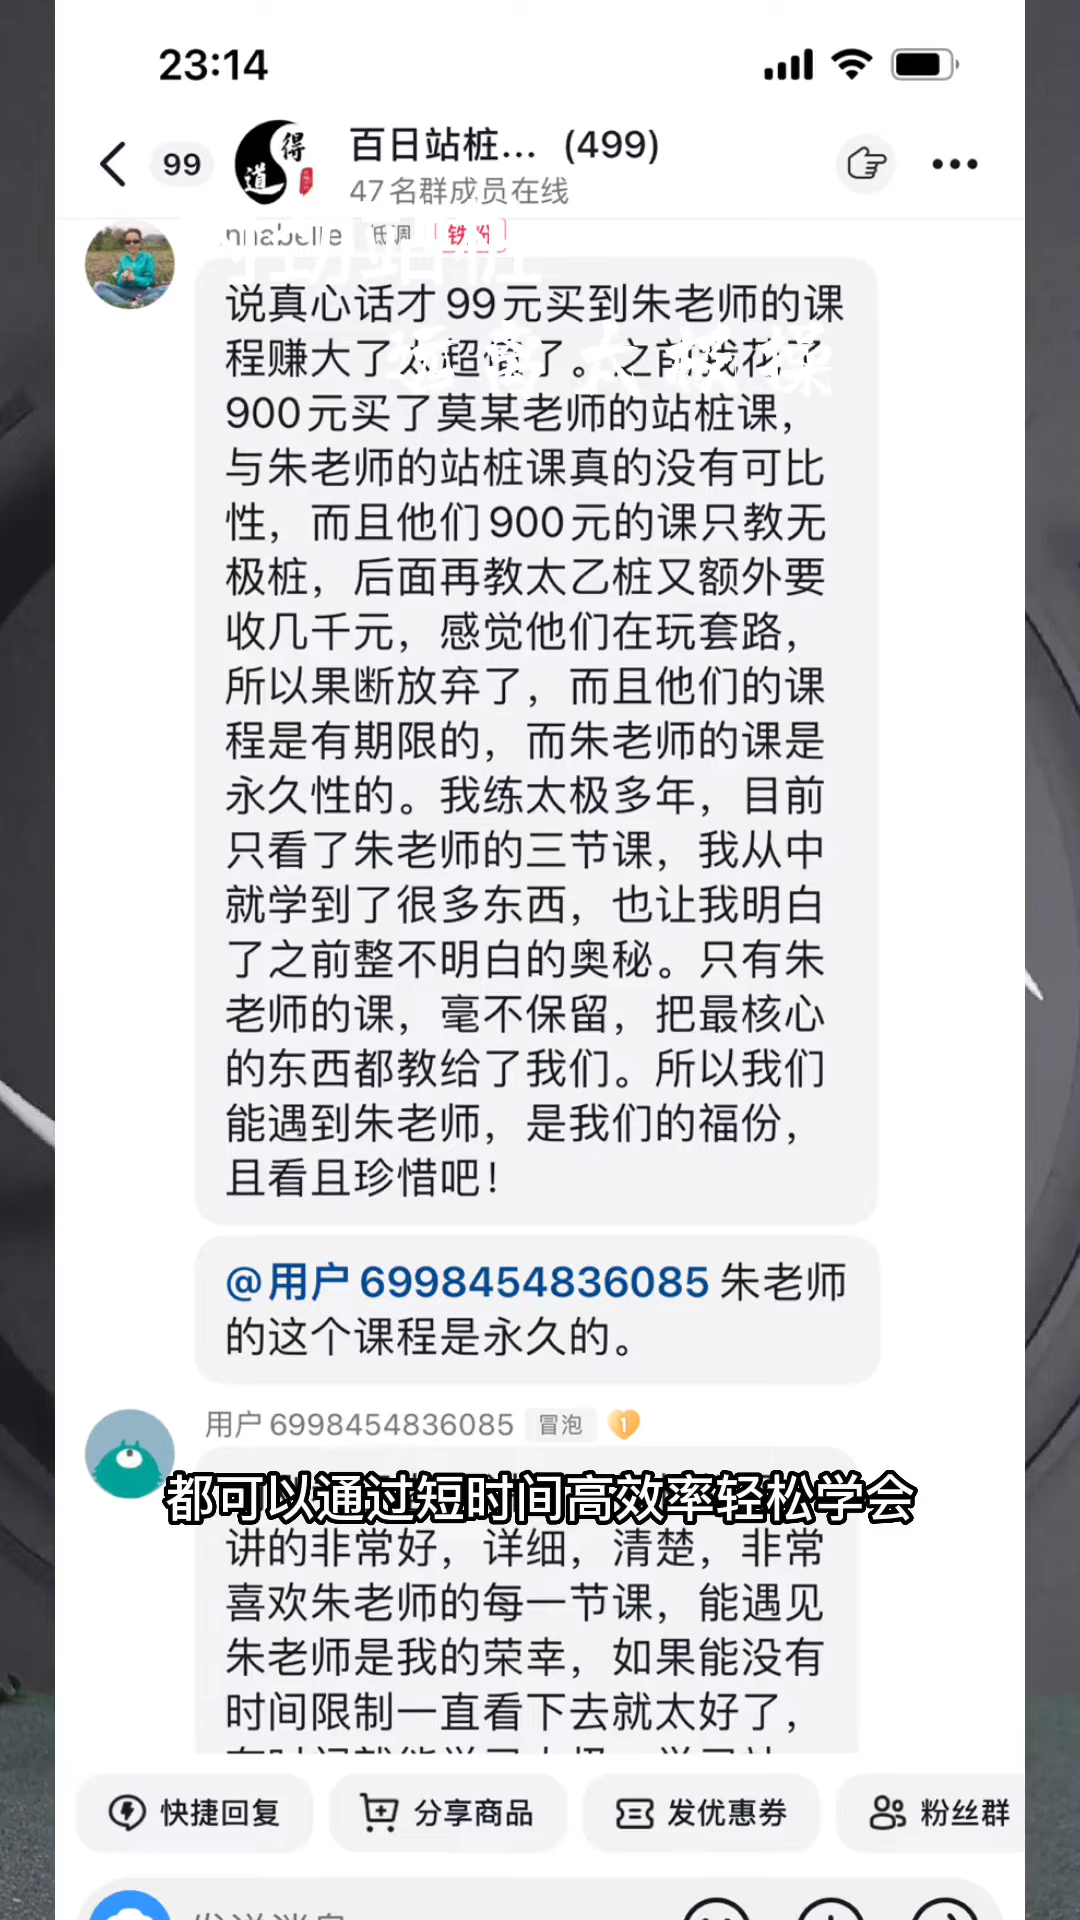 23:14
99
得道
百日站桩... (499)
47名群成员在线
nnabelle 低调 铁粉
说真心话才99元买到朱老师的课
程赚大了太超值了。之前我花了
900元买了莫某老师的站桩课，
与朱老师的站桩课真的没有可比
性，而且他们900元的课只教无
极桩，后面再教太乙桩又额外要
收几千元，感觉他们在玩套路，
所以果断放弃了，而且他们的课
程是有期限的，而朱老师的课是
永久性的。我练太极多年，目前
只看了朱老师的三节课，我从中
就学到了很多东西，也让我明白
了之前整不明白的奥秘。只有朱
老师的课，毫不保留，把最核心
的东西都教给了我们。所以我们
能遇到朱老师，是我们的福份，
且看且珍惜吧！
@用户6998454836085 朱老师
的这个课程是永久的。
用户6998454836085 冒泡 1
都可以通过短时间高效率轻松学会
讲的非常好，详细，清楚，非常
喜欢朱老师的每一节课，能遇见
朱老师是我的荣幸，如果能没有
时间限制一直看下去就太好了，
快捷回复 分享商品 发优惠券 粉丝群